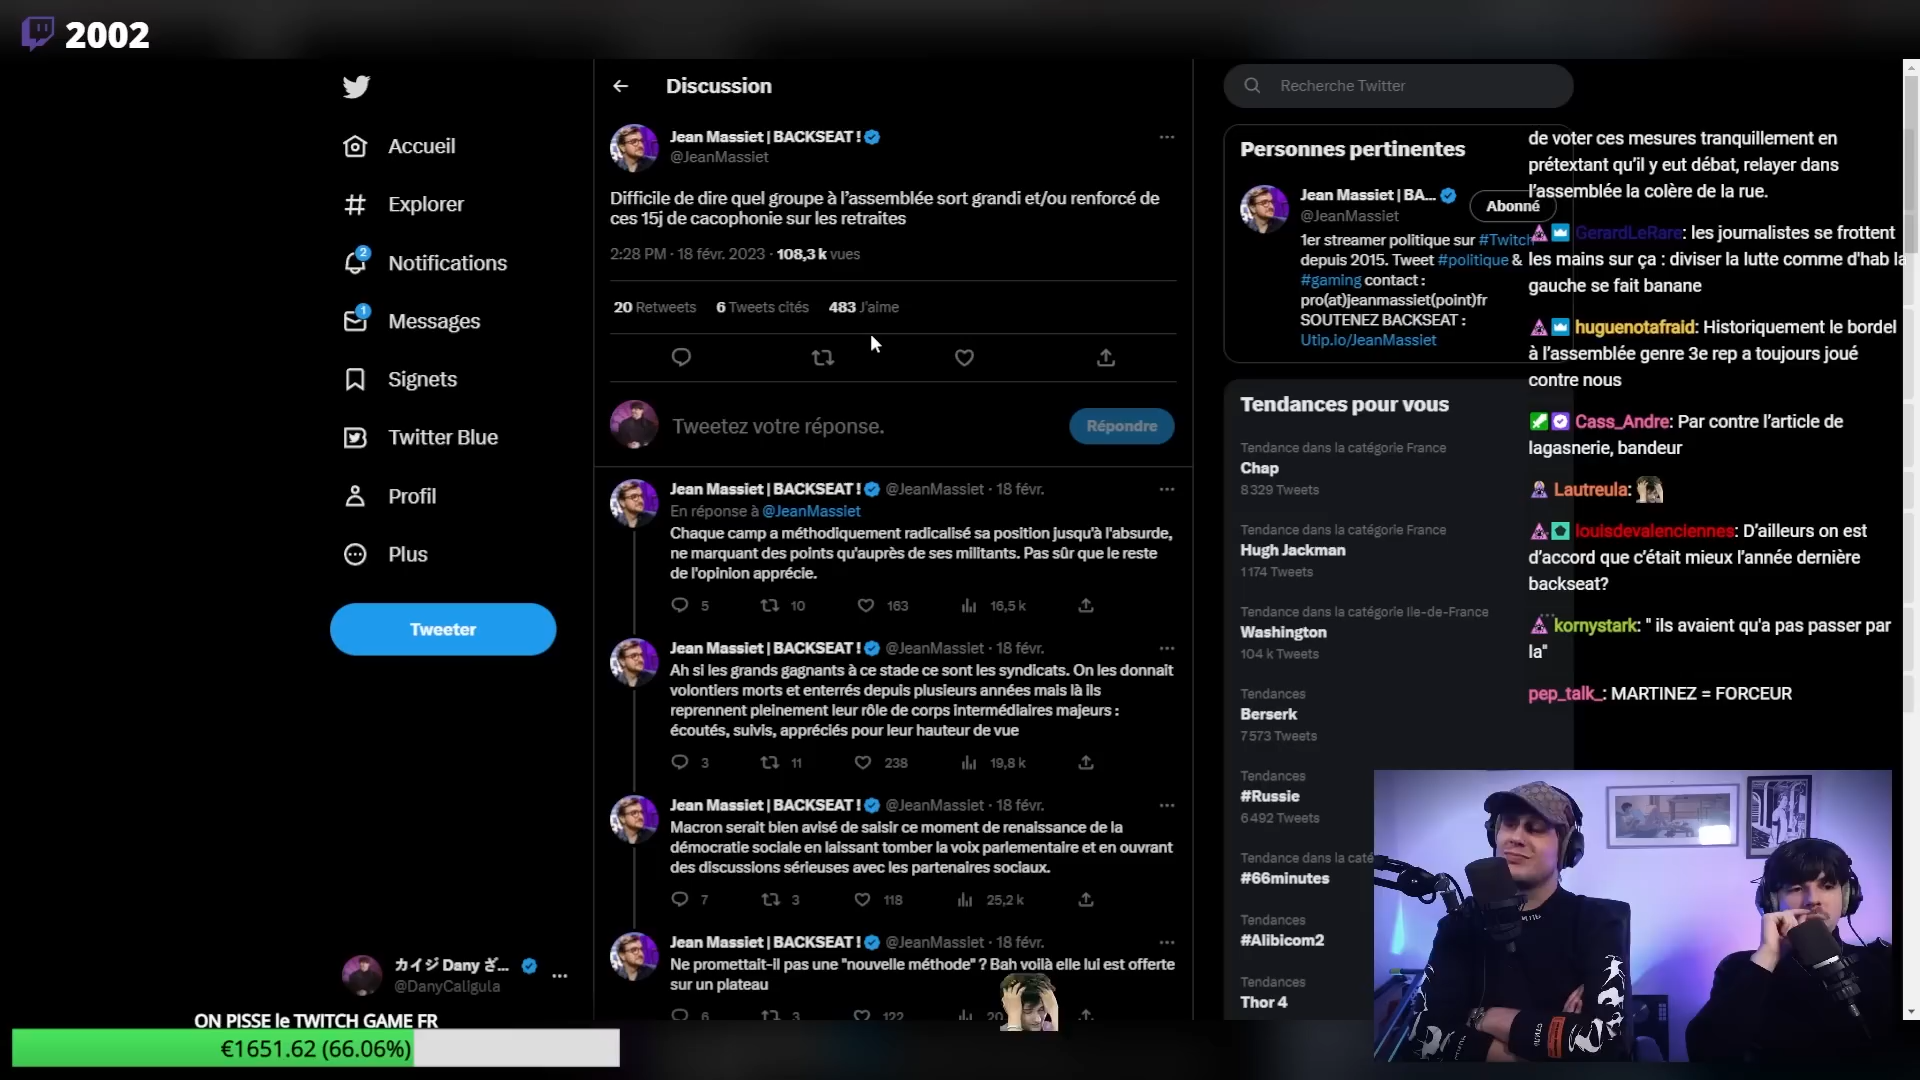 2002
Accueil
Explorer
2
Notifications
1
Messages
Signets
Twitter Blue
Profil
Plus
Tweeter
カイジ Dany ざ...
@DanyCaligula
ON PISSE le TWITCH GAME FR
€1651.62 (66.06%)
Discussion
Jean Massiet | BACKSEAT !
@JeanMassiet
Difficile de dire quel groupe à l'assemblée sort grandi et/ou renforcé de
ces 15j de cacophonie sur les retraites
2:28 PM · 18 févr. 2023 · 108,3 k vues
20 Retweets 6 Tweets cités 483 J'aime
Tweetez votre réponse.
Répondre
Jean Massiet | BACKSEAT ! @JeanMassiet · 18 févr.
En réponse à @JeanMassiet
Chaque camp a méthodiquement radicalisé sa position jusqu'à l'absurde,
ne marquant des points qu'auprès de ses militants. Pas sûr que le reste
de l'opinion apprécie.
5 10 163 16,5 k
Jean Massiet | BACKSEAT ! @JeanMassiet · 18 févr.
Ah si les grands gagnants à ce stade ce sont les syndicats. On les donnait
volontiers morts et enterrés depuis plusieurs années mais là ils
reprennent pleinement leur rôle de corps intermédiaires majeurs :
écoutés, suivis, appréciés pour leur hauteur de vue
3 11 238 19,8 k
Jean Massiet | BACKSEAT ! @JeanMassiet · 18 févr.
Macron serait bien avisé de saisir ce moment de renaissance de la
démocratie sociale en laissant tomber la voix parlementaire et en ouvrant
des discussions sérieuses avec les partenaires sociaux.
7 3 118 25,2 k
Jean Massiet | BACKSEAT ! @JeanMassiet · 18 févr.
Ne promettait-il pas une "nouvelle méthode" ? Bah voilà elle lui est offerte
sur un plateau
6 3 122 20
Recherche Twitter
Personnes pertinentes
Jean Massiet | BA...
Abonné
@JeanMassiet
1er streamer politique sur #Twitch
depuis 2015. Tweet #politique &
#gaming contact :
pro(at)jeanmassiet(point)fr
SOUTENEZ BACKSEAT :
Utip.io/JeanMassiet
Tendances pour vous
Tendance dans la catégorie France
Chap
8 329 Tweets
Tendance dans la catégorie France
Hugh Jackman
1 174 Tweets
Tendance dans la catégorie Ile-de-France
Washington
104 k Tweets
Tendances
Berserk
7 573 Tweets
Tendances
#Russie
6 492 Tweets
Tendance dans la caté
#66minutes
Tendances
#Alibicom2
Tendances
Thor 4
de voter ces mesures tranquillement en
prétextant qu'il y eut débat, relayer dans
l'assemblée la colère de la rue.
GerardLeRare: les journalistes se frottent
les mains sur ça : diviser la lutte comme d'hab la
gauche se fait banane
huguenotafraid: Historiquement le bordel
à l'assemblée genre 3e rep a toujours joué
contre nous
Cass_Andre: Par contre l'article de
lagasnerie, bandeur
Lautreula:
louisdevalenciennes: D'ailleurs on est
d'accord que c'était mieux l'année dernière
backseat?
kornystark: " ils avaient qu'a pas passer par
la"
pep_talk_: MARTINEZ = FORCEUR